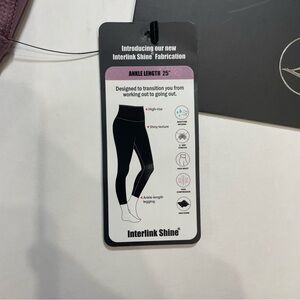 Introducing our new
Interlink Shine® Fabrication
ANKLE LENGTH 25"
Designed to transition you from
working out to going out.
High-rise
Shiny texture
Ankle-length
legging
Interlink Shine®